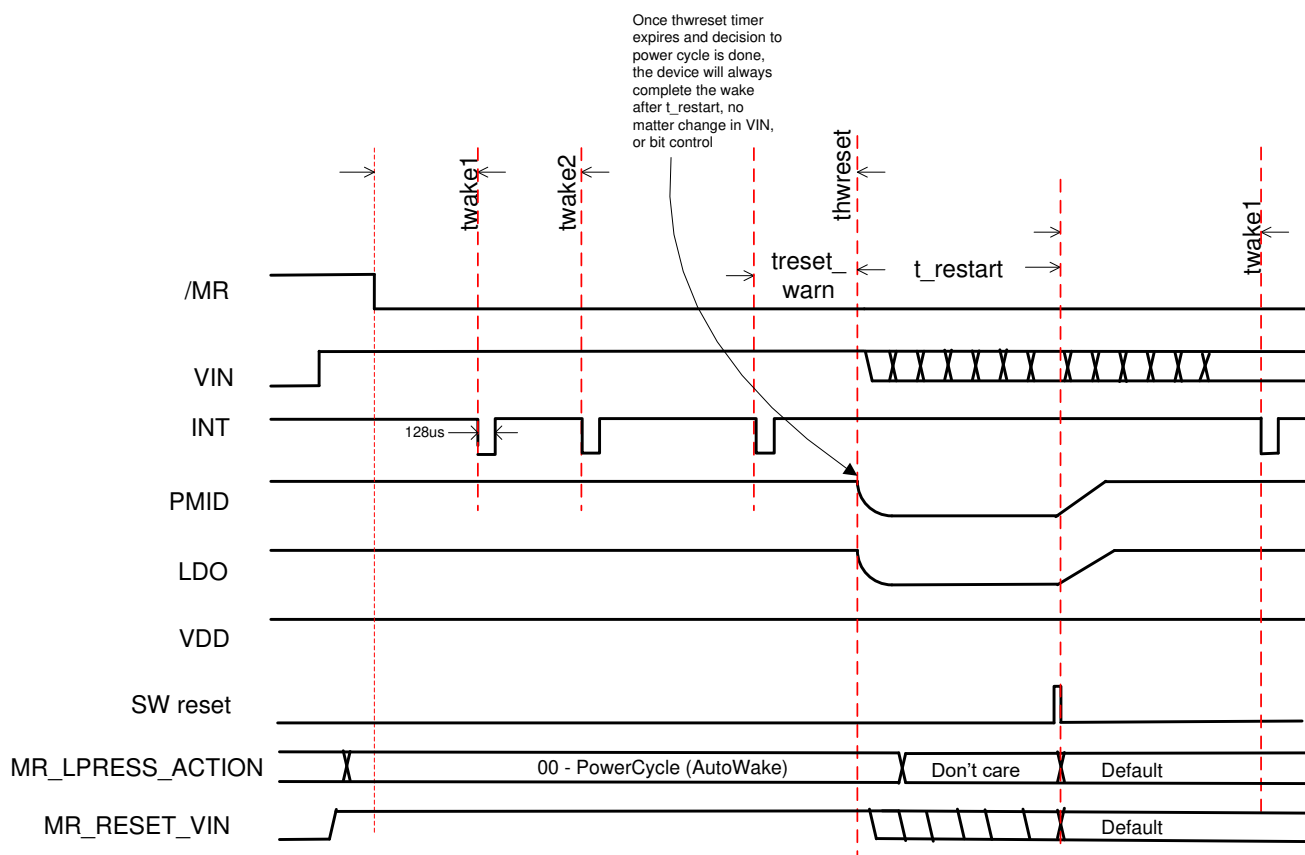 Once thwreset timer
expires and decision to
power cycle is done,
the device will always
complete the wake
after t_restart, no
matter change in VIN,
or bit control
twake1
twake2
thwreset
twake1
treset_
warn
t_restart
/MR
VIN
INT
128us
PMID
LDO
VDD
SW reset
MR_LPRESS_ACTION
00 - PowerCycle (AutoWake)
Don't care
Default
MR_RESET_VIN
Default